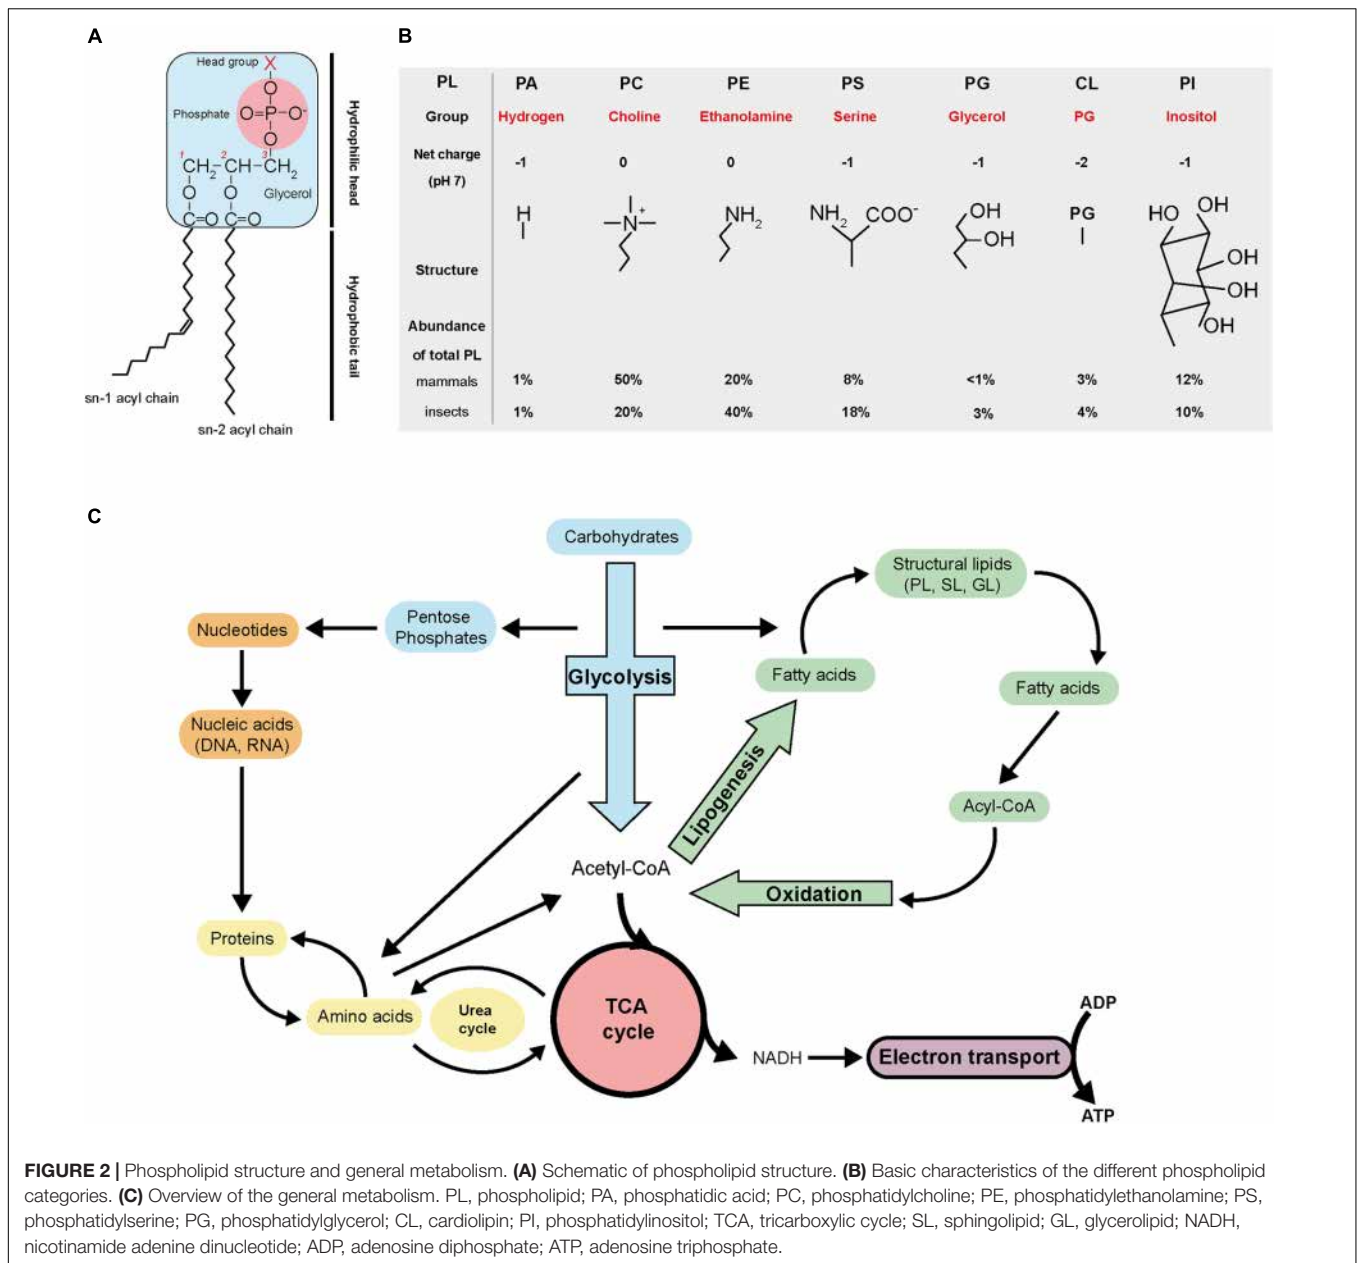 A
Head group X
O
Phosphate
O=P-O-
O
1 2 3
CH2-CH-CH2
O O Glycerol
C=O C=O
Hydrophilic head
Hydrophobic tail
sn-1 acyl chain
sn-2 acyl chain
B
PL PA PC PE PS PG CL PI
Group Hydrogen Choline Ethanolamine Serine Glycerol PG Inositol
Net charge
(pH 7) -1 0 0 -1 -1 -2 -1
Structure
H N+ NH2 NH2 COO- OH OH PG HO OH OH OH OH
Abundance
of total PL
mammals 1% 50% 20% 8% <1% 3% 12%
insects 1% 20% 40% 18% 3% 4% 10%
C
Carbohydrates
Structural lipids
(PL, SL, GL)
Nucleotides
Pentose
Phosphates
Glycolysis
Fatty acids
Fatty acids
Nucleic acids
(DNA, RNA)
Lipogenesis
Acyl-CoA
Acetyl-CoA
Oxidation
Proteins
Amino acids
Urea
cycle
TCA
cycle
NADH
Electron transport
ADP
ATP
FIGURE 2 | Phospholipid structure and general metabolism. (A) Schematic of phospholipid structure. (B) Basic characteristics of the different phospholipid
categories. (C) Overview of the general metabolism. PL, phospholipid; PA, phosphatidic acid; PC, phosphatidylcholine; PE, phosphatidylethanolamine; PS,
phosphatidylserine; PG, phosphatidylglycerol; CL, cardiolipin; PI, phosphatidylinositol; TCA, tricarboxylic cycle; SL, sphingolipid; GL, glycerolipid; NADH,
nicotinamide adenine dinucleotide; ADP, adenosine diphosphate; ATP, adenosine triphosphate.